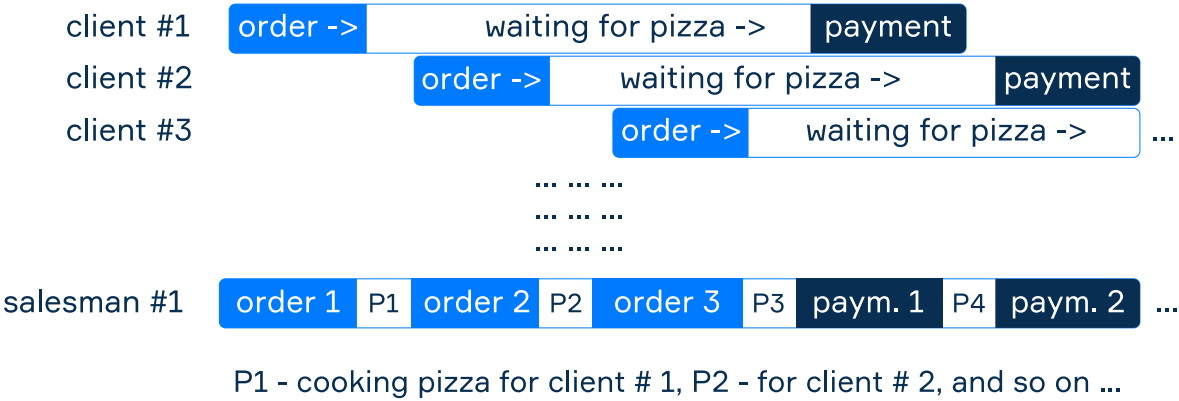 client #1 order -> waiting for pizza -> payment
client #2 order -> waiting for pizza -> payment
client #3 order -> waiting for pizza -> ...
... ... ...
... ... ...
... ... ...
salesman #1 order 1 P1 order 2 P2 order 3 P3 paym. 1 P4 paym. 2 ...
P1 - cooking pizza for client # 1, P2 - for client # 2, and so on ...